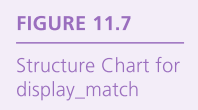 FIGURE 11.7
Structure Chart for
display_match